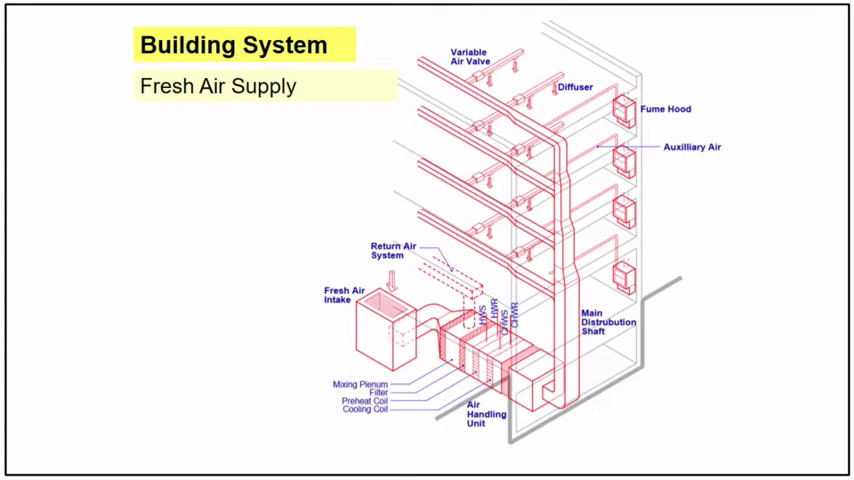 Building System
Fresh Air Supply
Variable
Air Valve
Diffuser
Fume Hood
Auxilliary Air
Return Air
System
Fresh Air
Intake
HWS
HWR
CHWS
CHWR
Main
Distrubution
Shaft
Mixing Plenum
Filter
Preheat Coil
Cooling Coil
Air
Handling
Unit